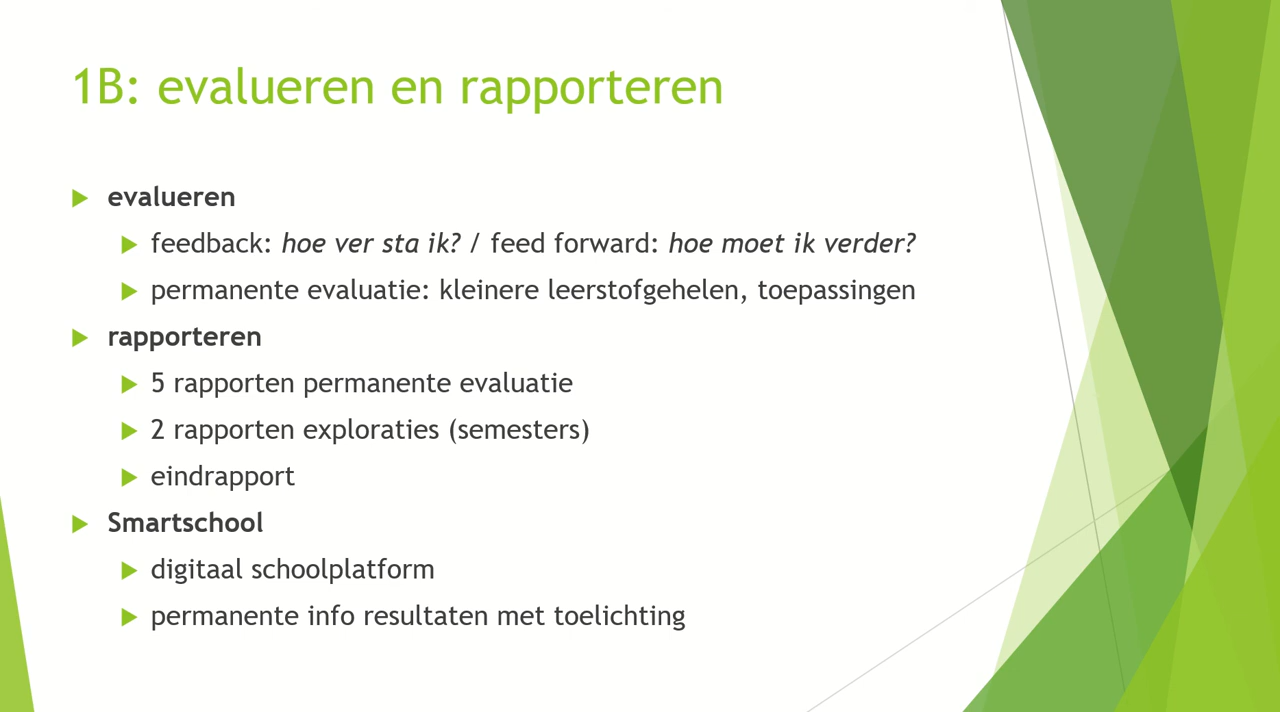 1B: evalueren en rapporteren
evalueren
feedback: hoe ver sta ik? / feed forward: hoe moet ik verder?
permanente evaluatie: kleinere leerstofgehelen, toepassingen
rapporteren
5 rapporten permanente evaluatie
2 rapporten exploraties (semesters)
eindrapport
Smartschool
digitaal schoolplatform
permanente info resultaten met toelichting